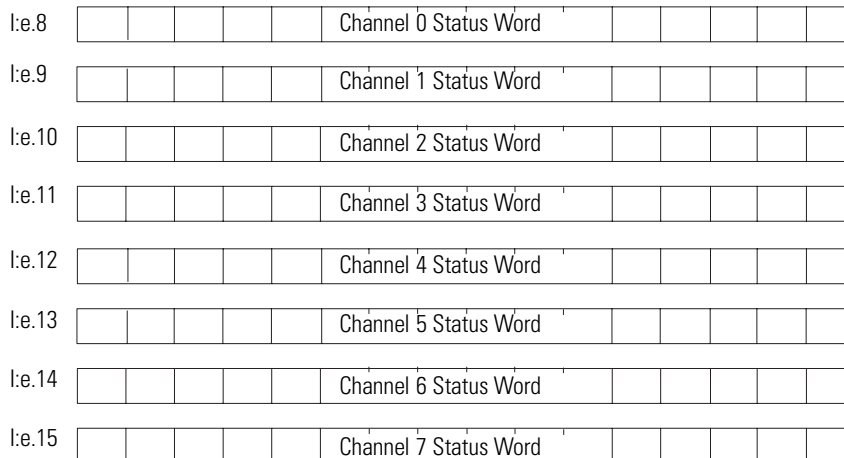 I:e.8 Channel 0 Status Word
I:e.9 Channel 1 Status Word
I:e.10 Channel 2 Status Word
I:e.11 Channel 3 Status Word
I:e.12 Channel 4 Status Word
I:e.13 Channel 5 Status Word
I:e.14 Channel 6 Status Word
I:e.15 Channel 7 Status Word